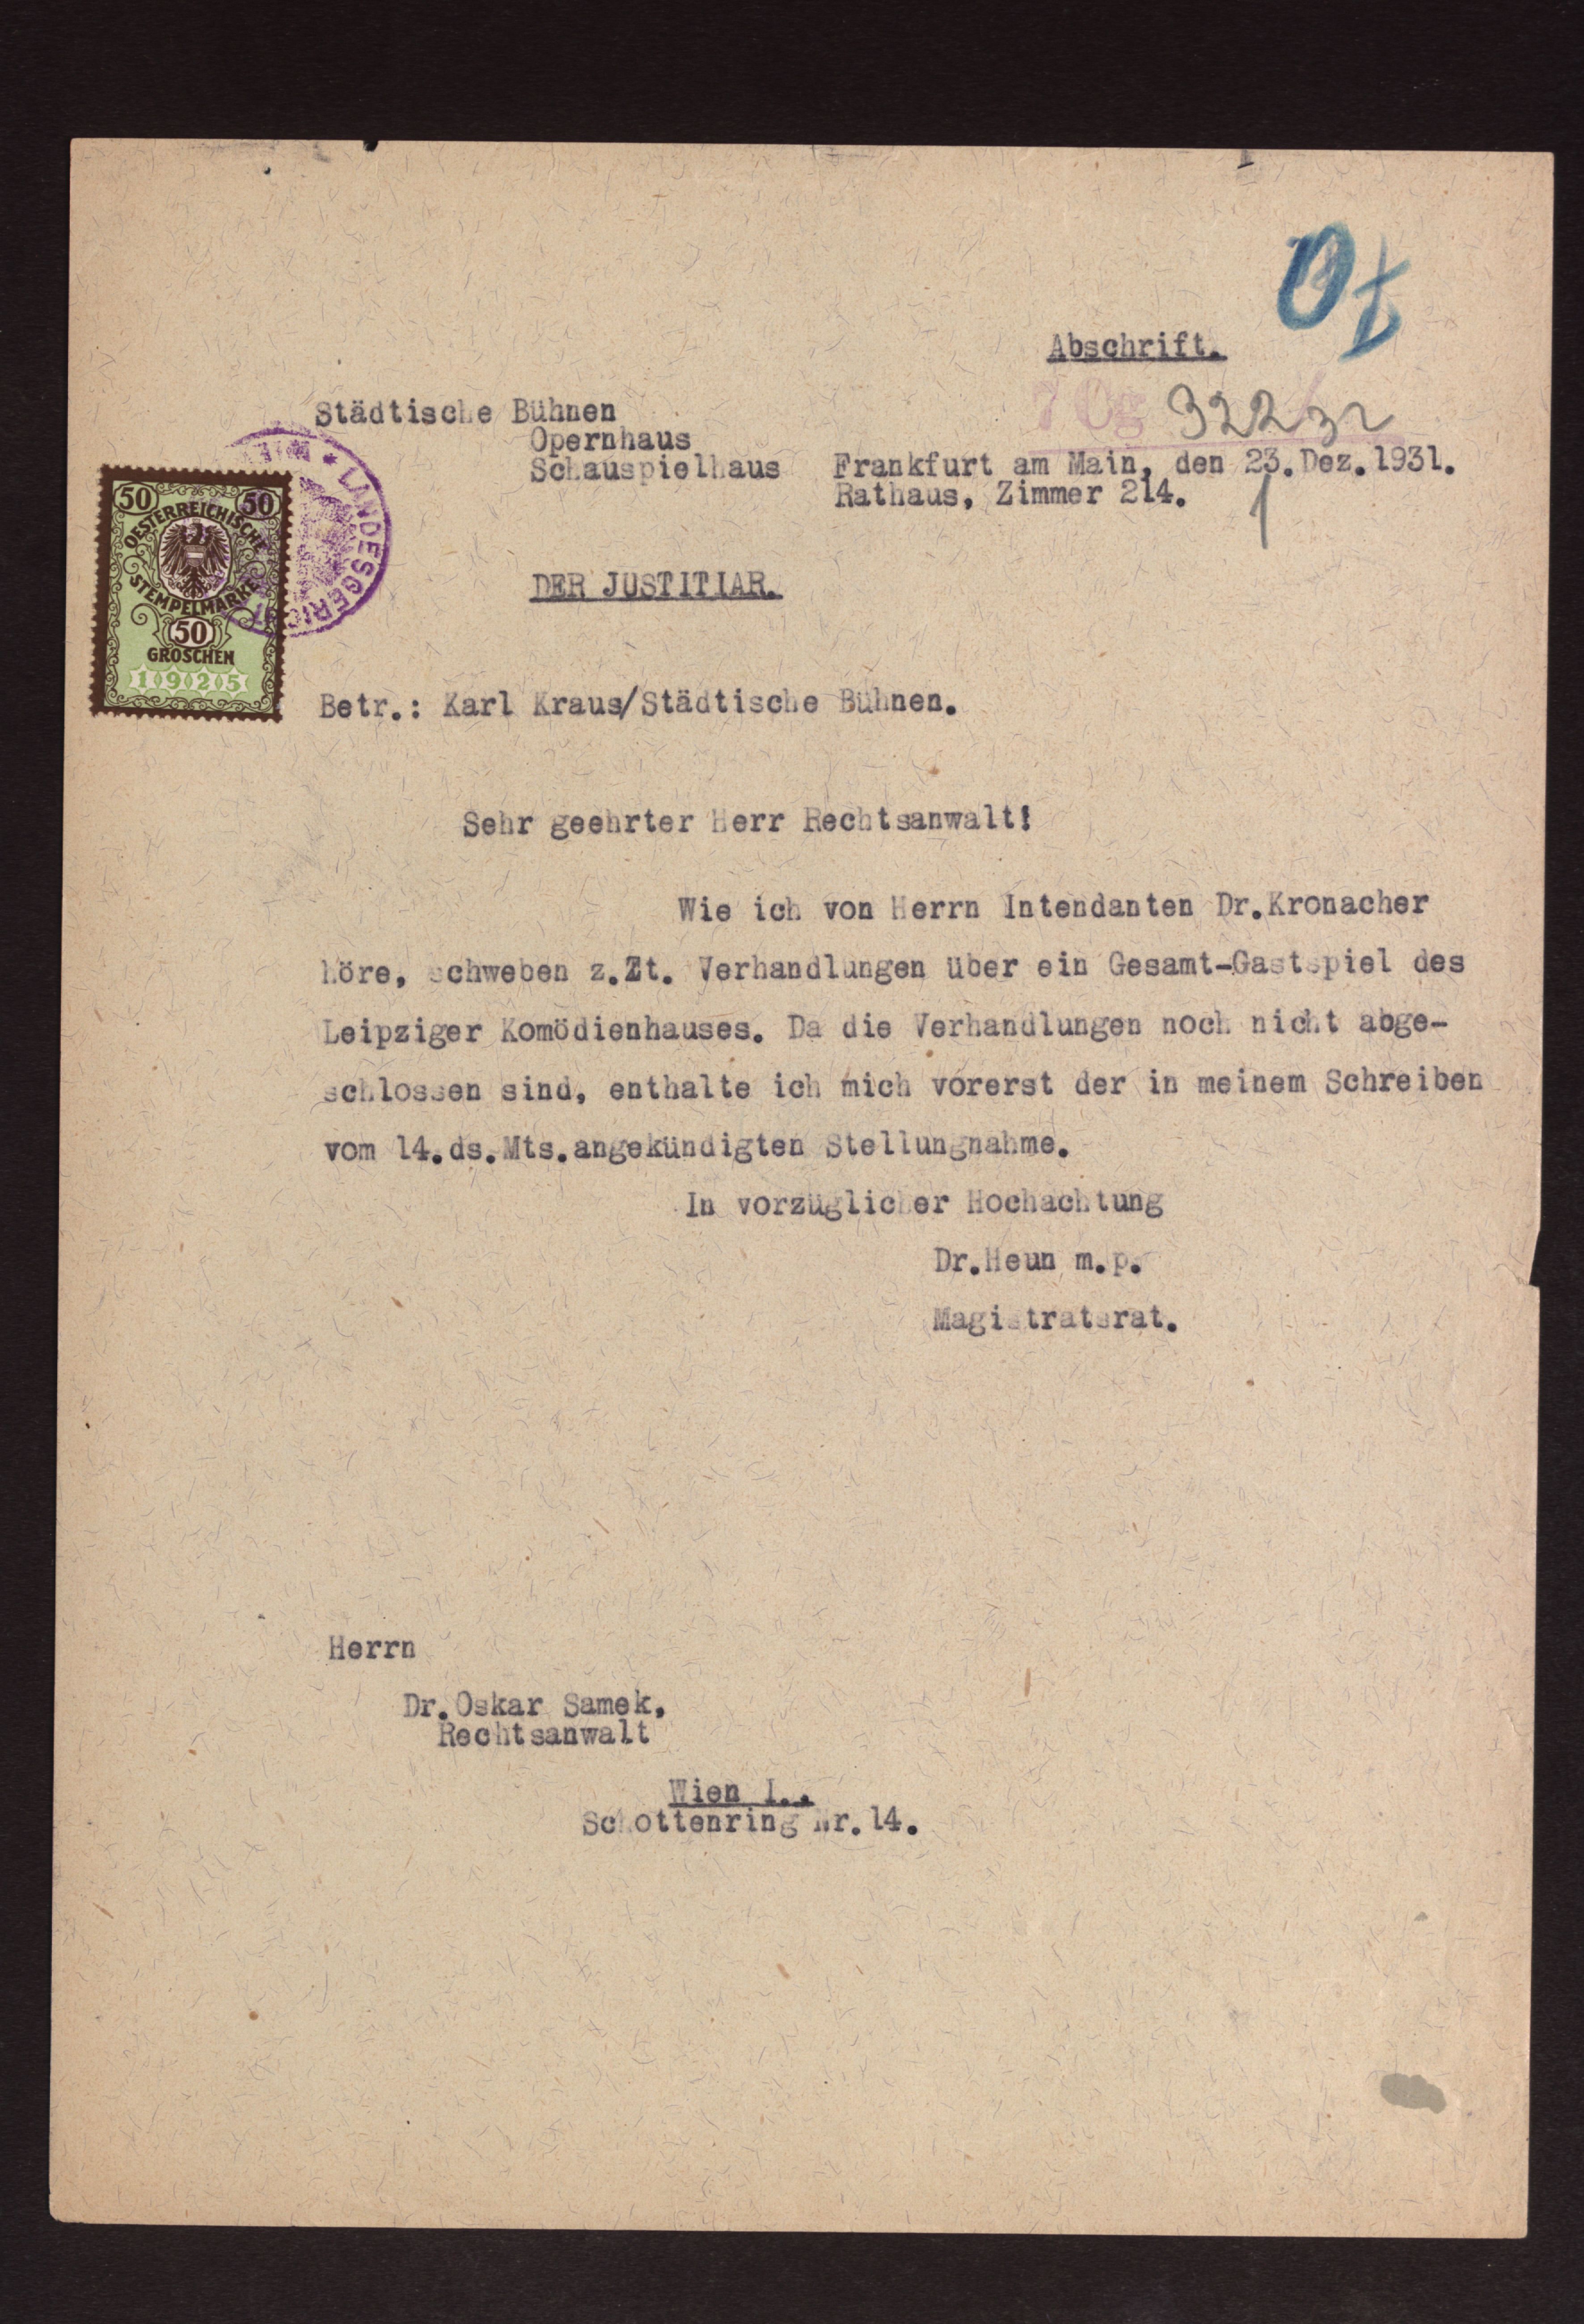 Abschrift.
7 Cg 322/32
Städtische Bühnen
Opernhaus
Schauspielhaus
Frankfurt am Main, den 23.Dez.1931.
Rathaus, Zimmer 214.
LANDESGERIC
50 50
OESTERREICHISCHE
STEMPELMARKE
50
GROSCHEN
1925
DER JUSTITIAR.
Betr.: Karl Kraus/Städtische Bühnen.
Sehr geehrter Herr Rechtsanwalt!
Wie ich von Herrn Intendanten Dr.Kronacher
höre, schweben z.Zt. Verhandlungen über ein Gesamt-Gastspiel des
Leipziger Komödienhauses. Da die Verhandlungen noch nicht abge-
schlossen sind, enthalte ich mich vorerst der in meinem Schreiben
vom 14.ds.Mts.angekündigten Stellungnahme.
In vorzüglicher Hochachtung
Dr.Heun m.p.
Magistratsrat.
Herrn
Dr.Oskar Samek,
Rechtsanwalt
Wien I.,
Schottenring Nr.14.